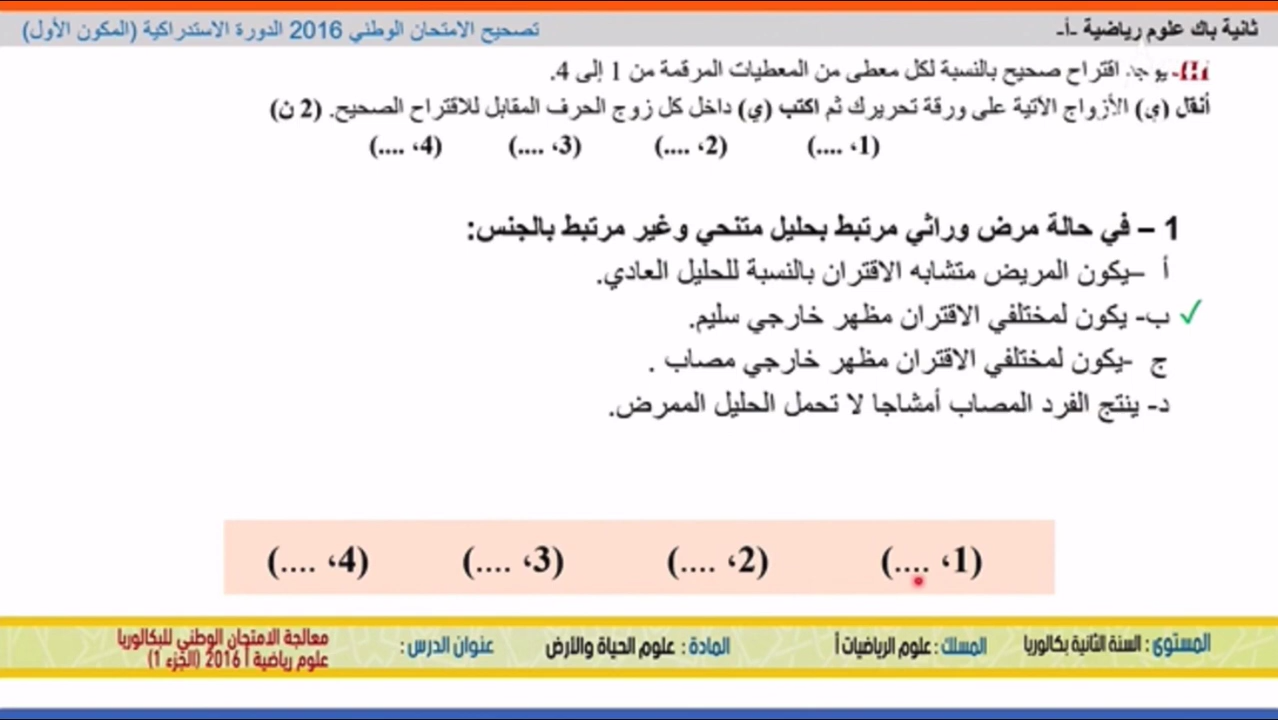 ثانية باك علوم رياضية -أ-
تصحيح الامتحان الوطني 2016 الدورة الاستدراكية (المكون الأول)
اقتراح صحيح بالنسبة لكل معطى من المعطيات المرقمة من 1 إلى 4.
أنقل (ي) الأزواج الآتية على ورقة تحريرك ثم اكتب (ي) داخل كل زوج الحرف المقابل للاقتراح الصحيح. (2 ن)
(1، ....) (2، ....) (3، ....) (4، ....)
1 – في حالة مرض وراثي مرتبط بحليل متنحي وغير مرتبط بالجنس:
أ –يكون المريض متشابه الاقتران بالنسبة للحليل العادي.
✓ ب- يكون لمختلفي الاقتران مظهر خارجي سليم.
ج -يكون لمختلفي الاقتران مظهر خارجي مصاب .
د- ينتج الفرد المصاب أمشاجا لا تحمل الحليل الممرض.
(1، ....) (2، ....) (3، ....) (4، ....)
المستوى : السنة الثانية بكالوريا المسلك : علوم الرياضيات أ المادة : علوم الحياة والأرض عنوان الدرس : معالجة الامتحان الوطني للبكالوريا
علوم رياضية أ 2016 (الجزء 1)